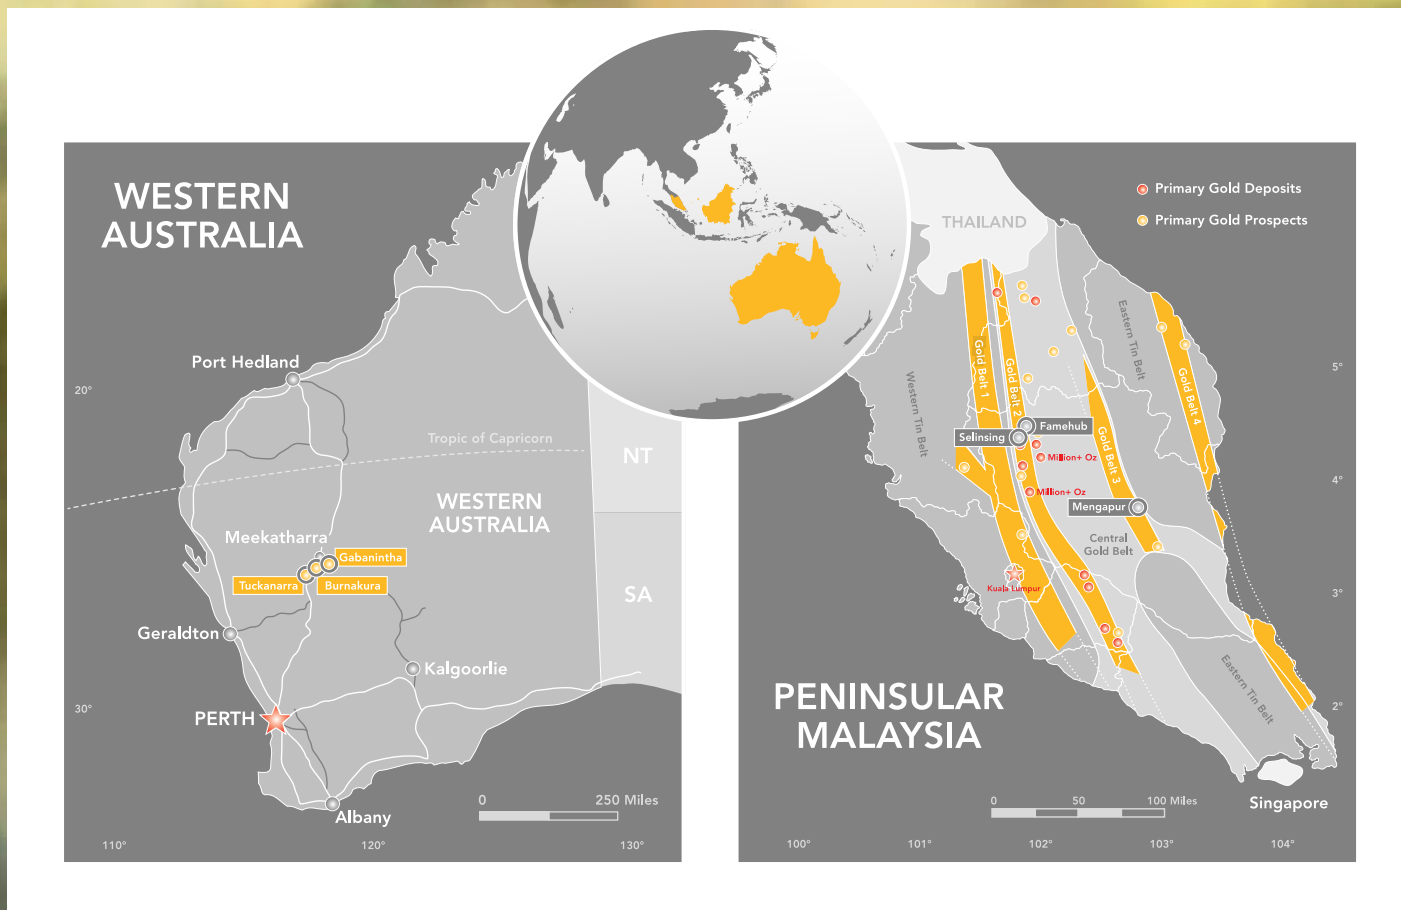 WESTERN
AUSTRALIA
Port Hedland
20°
Tropic of Capricorn
NT
WESTERN
AUSTRALIA
Meekatharra
Gabanintha
Tuckanarra
Burnakura
SA
Geraldton
Kalgoorlie
30°
PERTH
0
250 Miles
Albany
110°
120°
130°
Primary Gold Deposits
Primary Gold Prospects
THAILAND
Eastern Tin Belt
Gold Belt 1
Gold Belt 2
Gold Belt 4
5°
Western Tin Belt
Famehub
Selinsing
Gold Belt 3
Million+ Oz
4°
Million+ Oz
Mengapur
Central
Gold Belt
Kuala Lumpur
3°
Eastern Tin Belt
PENINSULAR
MALAYSIA
2°
0
50
100 Miles
Singapore
100°
101°
102°
103°
104°